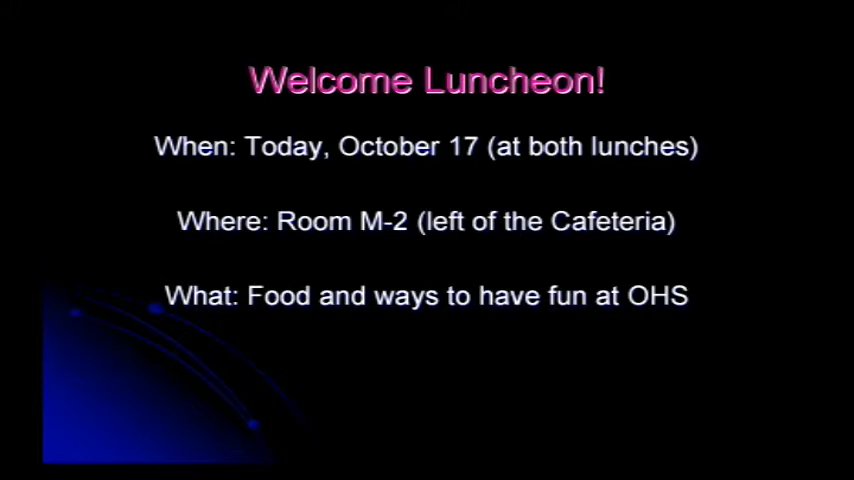 Welcome Luncheon!
When: Today, October 17 (at both lunches)
Where: Room M-2 (left of the Cafeteria)
What: Food and ways to have fun at OHS